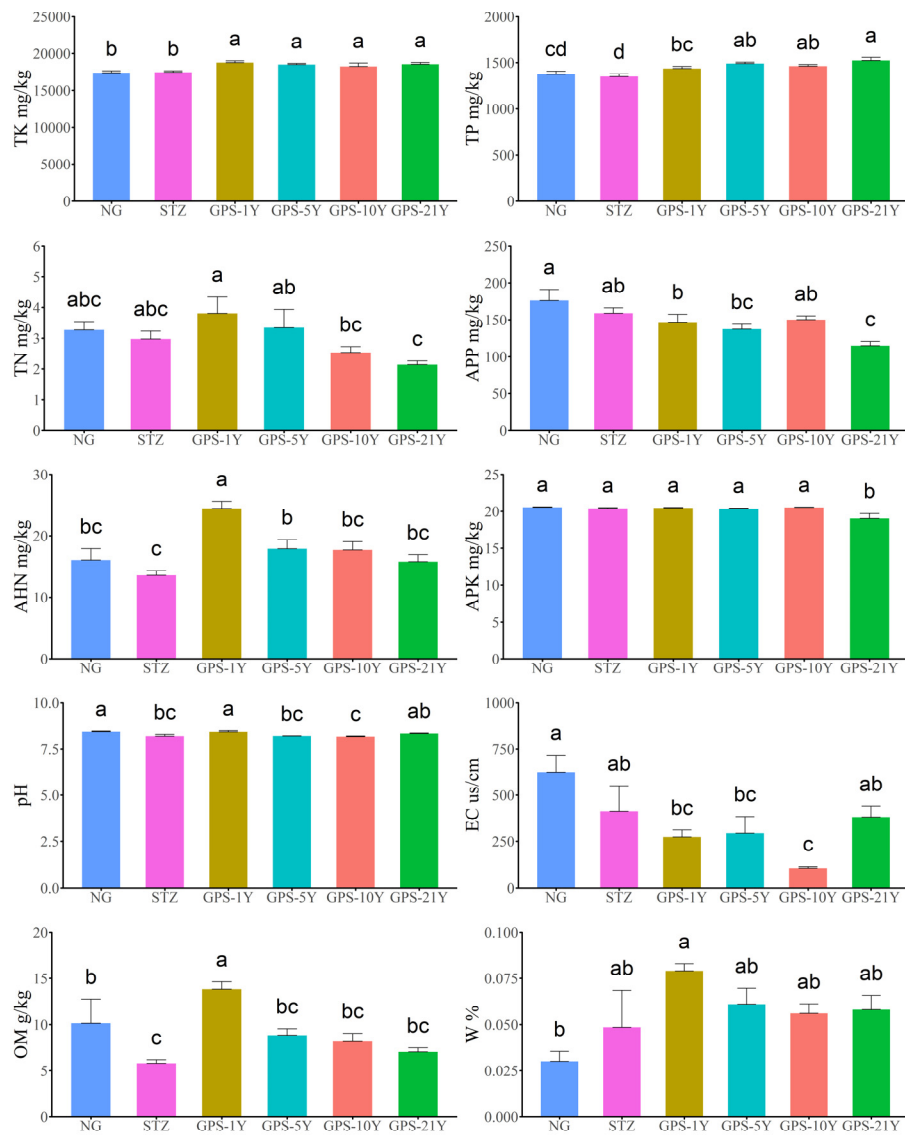 25000
20000
15000
10000
5000
0
TK mg/kg
b b a a a a
NG STZ GPS-1Y GPS-5Y GPS-10Y GPS-21Y
2000
1500
1000
500
0
TP mg/kg
cd d bc ab ab a
NG STZ GPS-1Y GPS-5Y GPS-10Y GPS-21Y
6
5
4
3
2
1
0
TN mg/kg
abc abc a ab bc c
NG STZ GPS-1Y GPS-5Y GPS-10Y GPS-21Y
250
200
150
100
50
0
APP mg/kg
a ab b bc ab c
NG STZ GPS-1Y GPS-5Y GPS-10Y GPS-21Y
30
20
10
0
AHN mg/kg
bc c a b bc bc
NG STZ GPS-1Y GPS-5Y GPS-10Y GPS-21Y
25
20
15
10
5
0
APK mg/kg
a a a a a b
NG STZ GPS-1Y GPS-5Y GPS-10Y GPS-21Y
10.0
7.5
5.0
2.5
0.0
pH
a bc a bc c ab
NG STZ GPS-1Y GPS-5Y GPS-10Y GPS-21Y
1000
750
500
250
0
EC us/cm
a ab bc bc c ab
NG STZ GPS-1Y GPS-5Y GPS-10Y GPS-21Y
20
15
10
5
0
OM g/kg
b c a bc bc bc
NG STZ GPS-1Y GPS-5Y GPS-10Y GPS-21Y
0.100
0.075
0.050
0.025
0.000
W %
b ab a ab ab ab
NG STZ GPS-1Y GPS-5Y GPS-10Y GPS-21Y